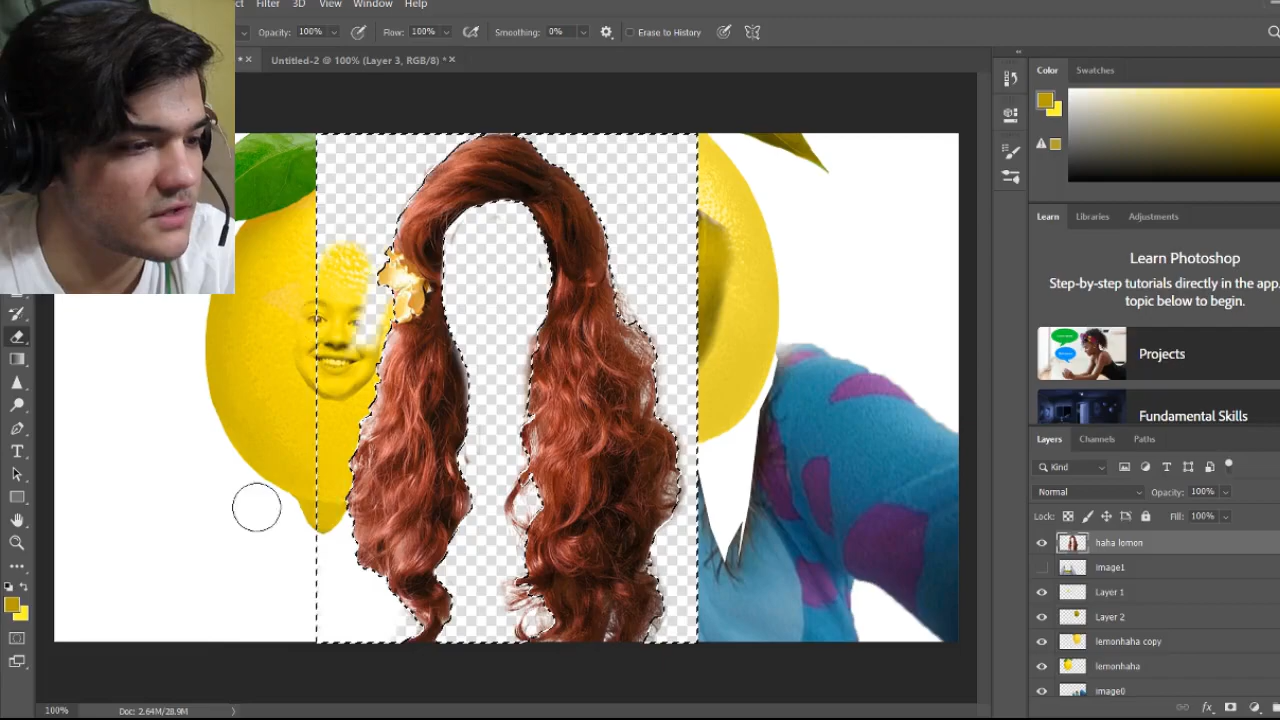 ct Filter 3D View Window Help
Opacity: 100% Flow: 100% Smoothing: 0% Erase to History
* × Untitled-2 @ 100% (Layer 3, RGB/8) * ×
Color Swatches
Learn Libraries Adjustments
Learn Photoshop
Step-by-step tutorials directly in the app.
topic below to begin.
Projects
Fundamental Skills
Layers Channels Paths
Kind
Normal Opacity: 100%
Lock: Fill: 100%
haha lomon
image1
Layer 1
Layer 2
lemonhaha copy
lemonhaha
image0
100% Doc: 2.64M/28.9M
fx